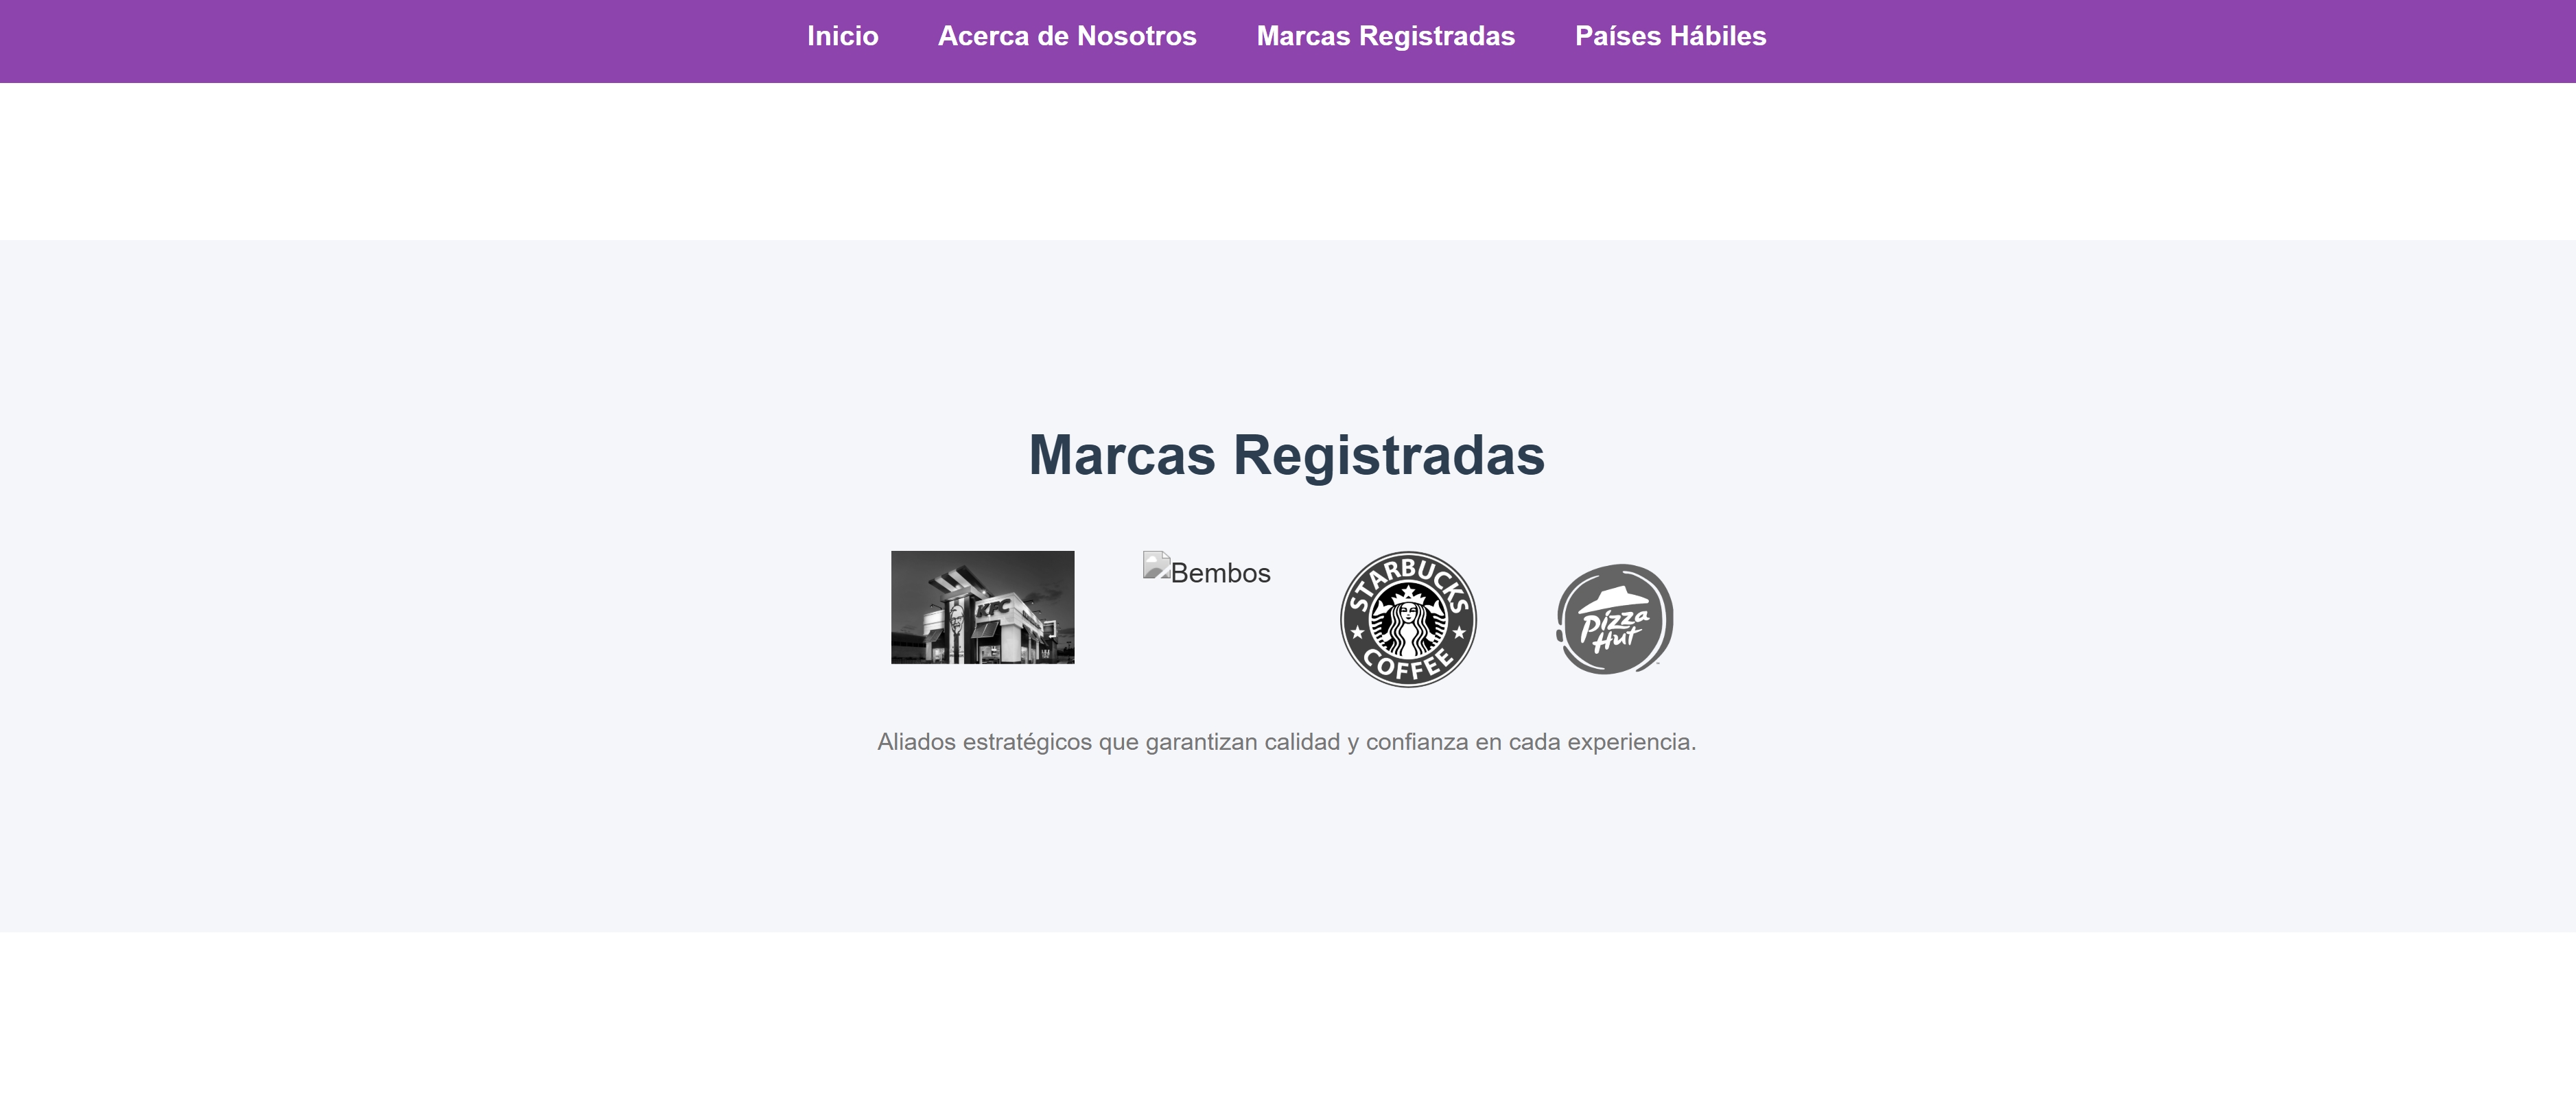 Inicio
Acerca de Nosotros
Marcas Registradas
Países Hábiles
Marcas Registradas
KFC
Bembos
STARBUCKS
COFFEE
Pizza
Hut
Aliados estratégicos que garantizan calidad y confianza en cada experiencia.